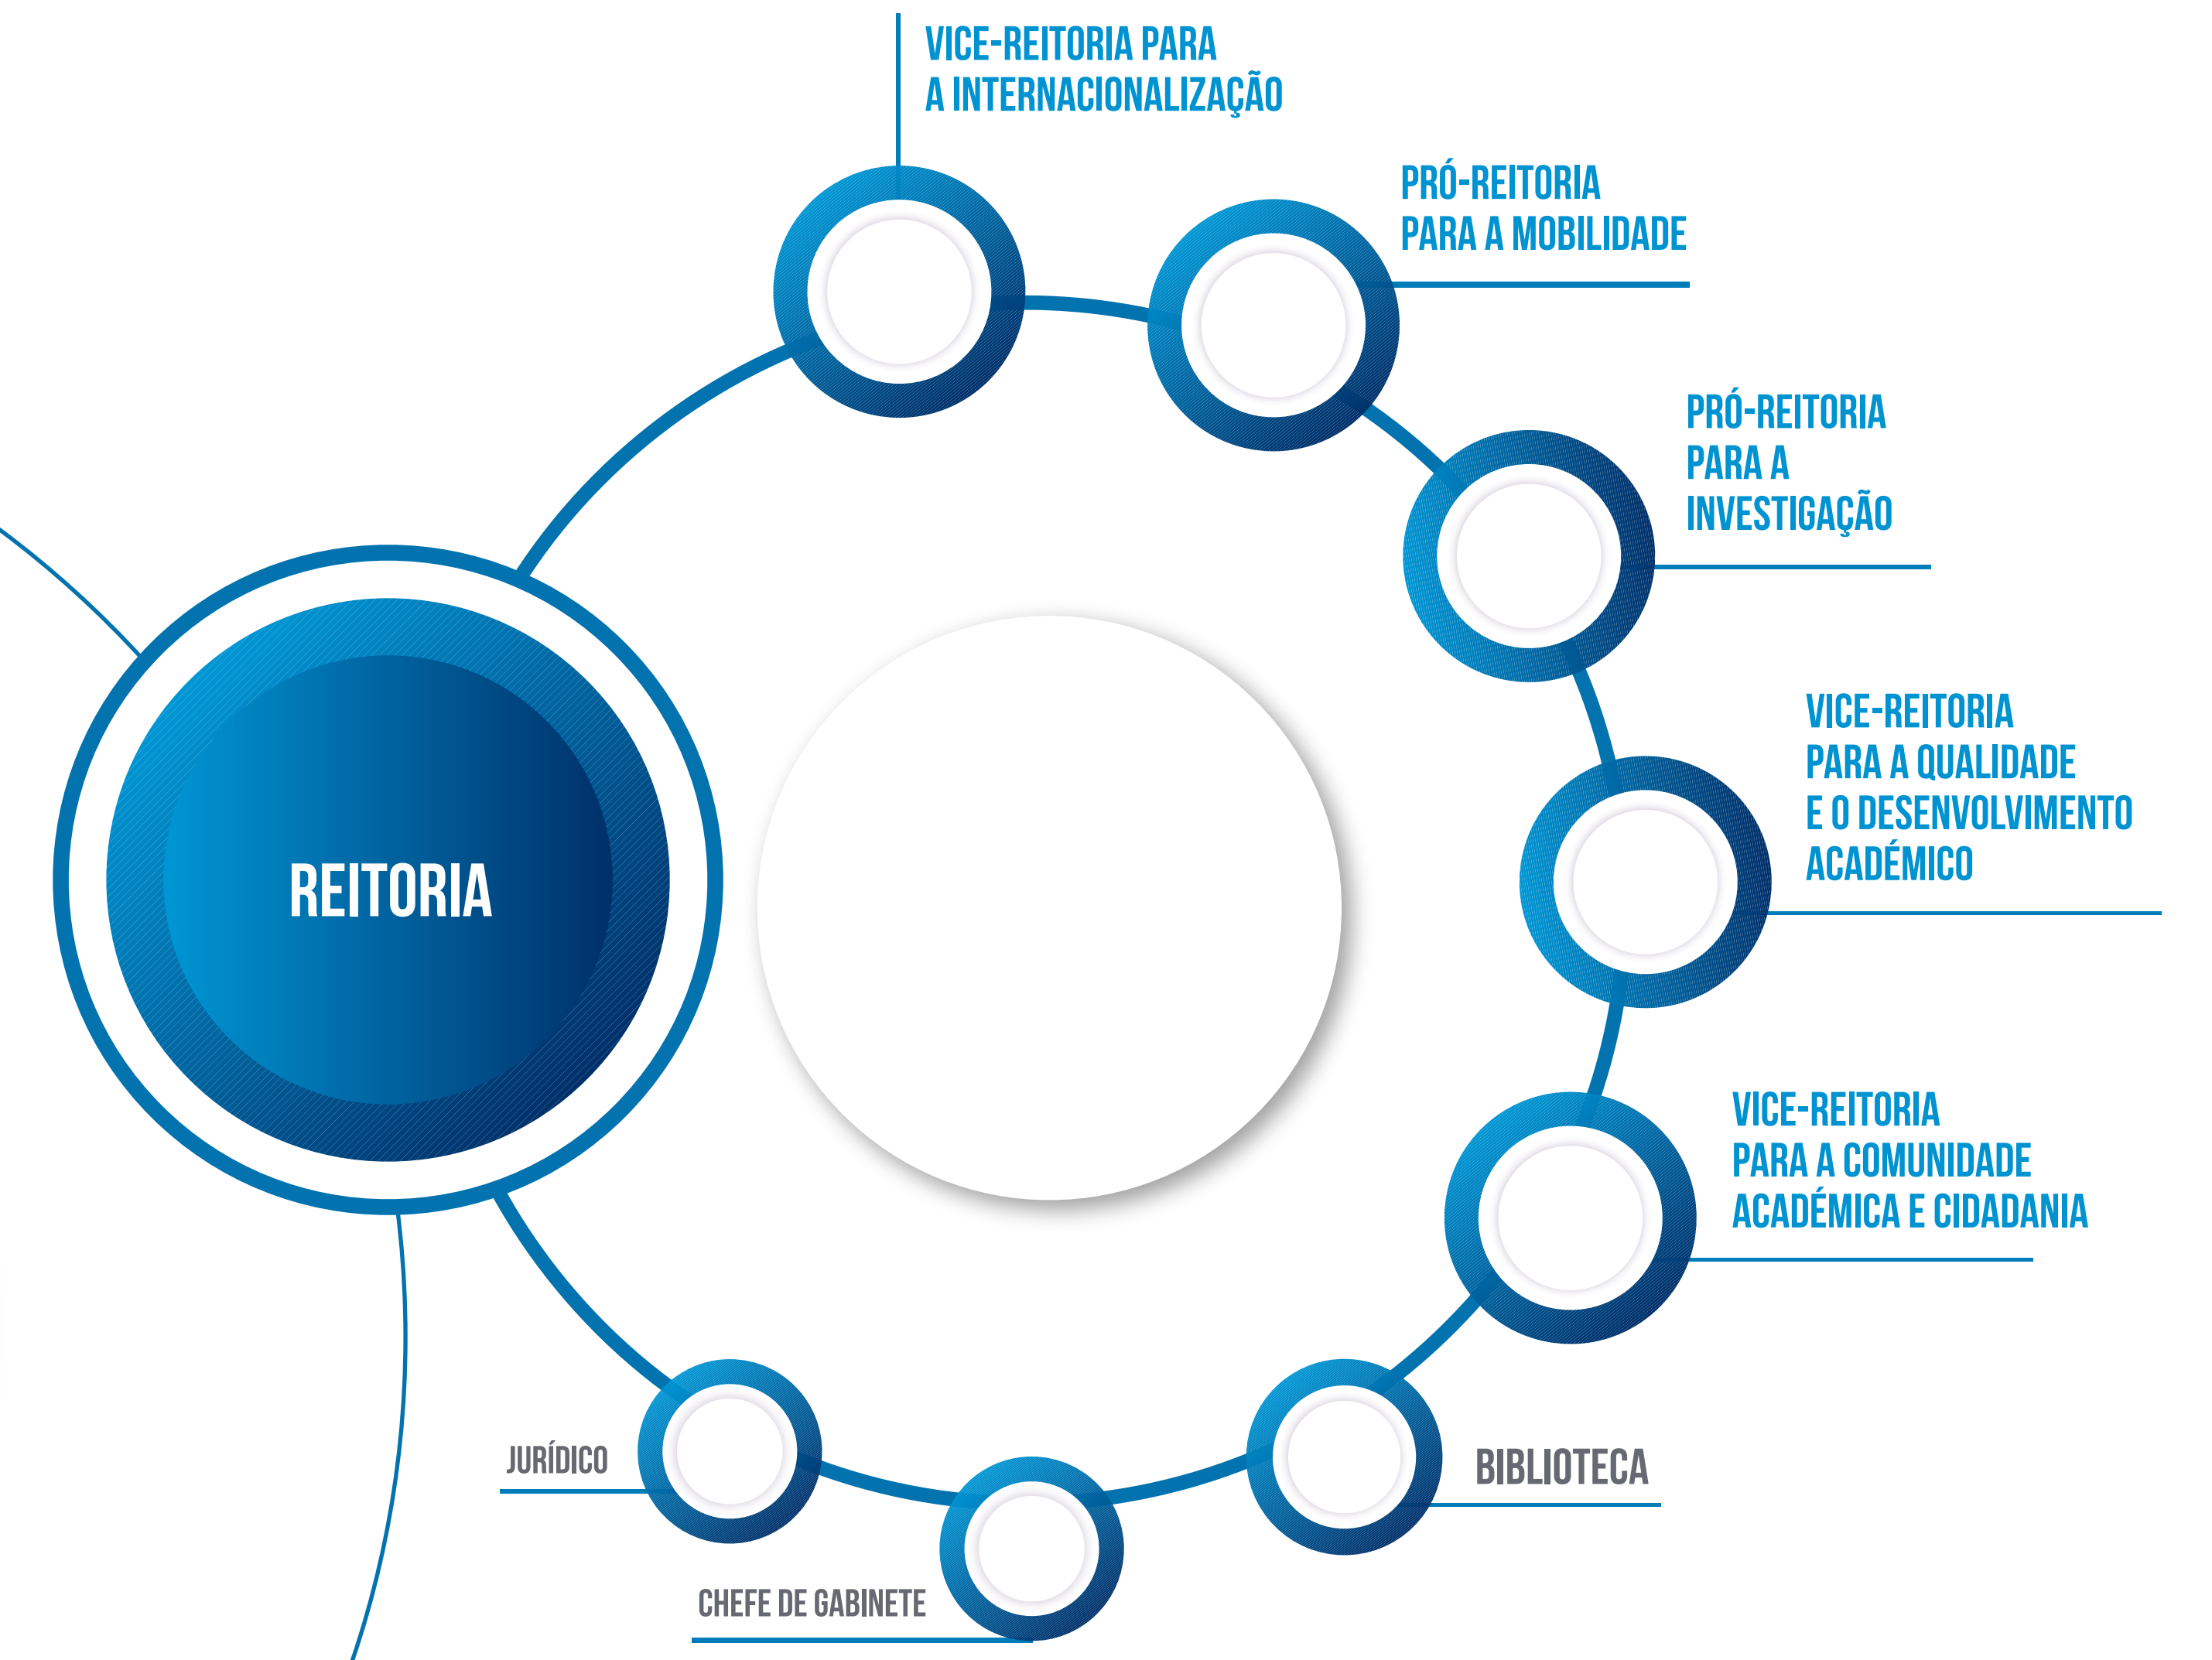 VICE-REITORIA PARA
A INTERNACIONALIZAÇÃO
PRÓ-REITORIA
PARA A MOBILIDADE
PRÓ-REITORIA
PARA A
INVESTIGAÇÃO
VICE-REITORIA
PARA A QUALIDADE
E O DESENVOLVIMENTO
ACADÉMICO
REITORIA
VICE-REITORIA
PARA A COMUNIDADE
ACADÉMICA E CIDADANIA
JURÍDICO
BIBLIOTECA
CHEFE DE GABINETE